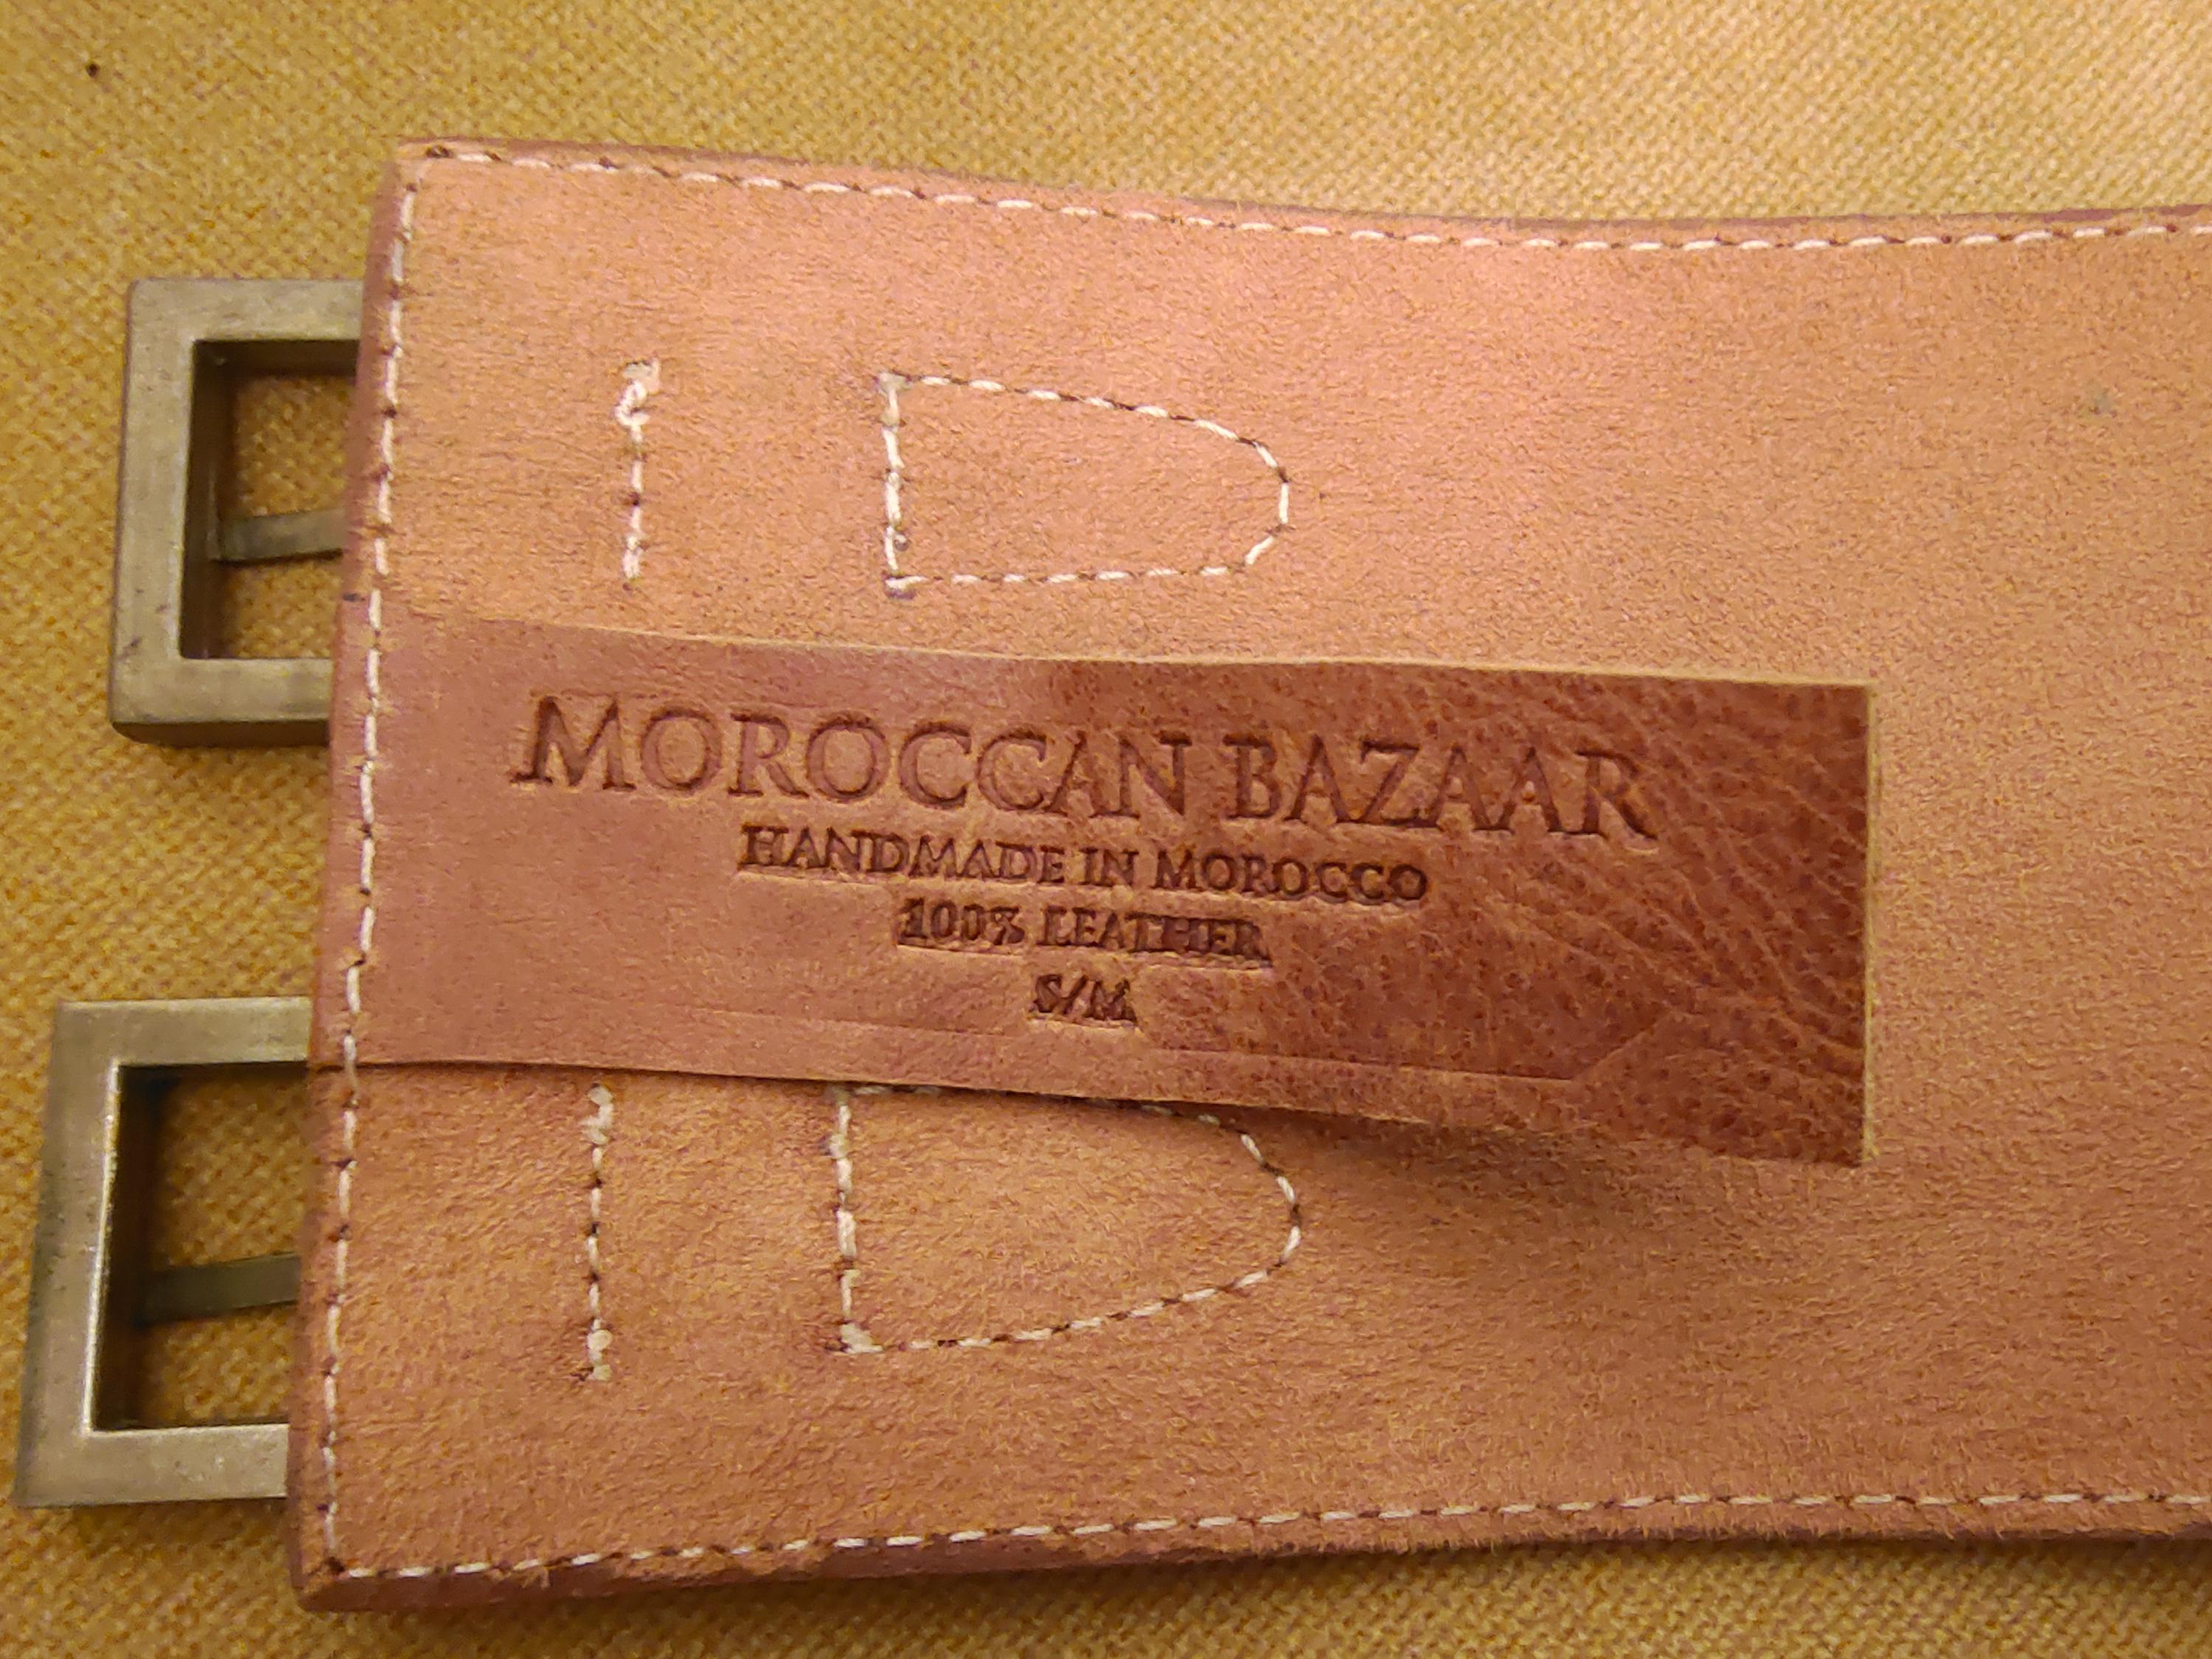 MOROCCAN BAZAAR
HANDMADE IN MOROCCO
100% LEATHER
S/M